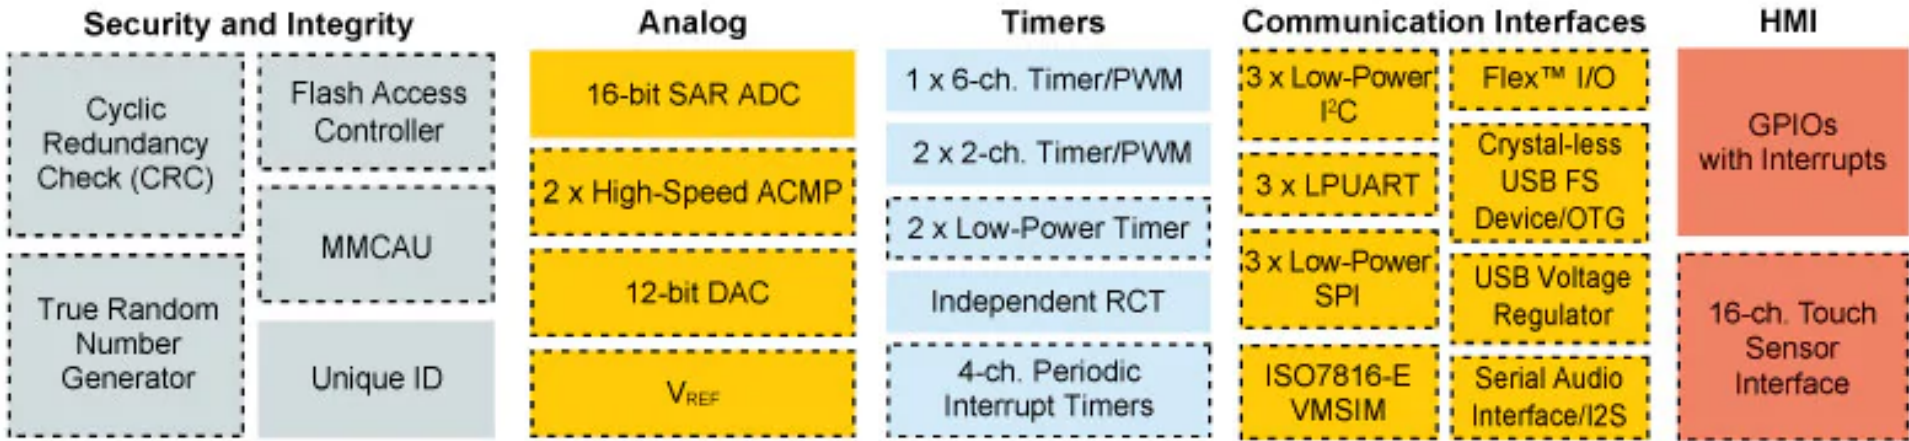 Security and Integrity
Cyclic
Redundancy
Check (CRC)
True Random
Number
Generator
Flash Access
Controller
MMCAU
Unique ID
Analog
16-bit SAR ADC
2 x High-Speed ACMP
12-bit DAC
VREF
Timers
1 x 6-ch. Timer/PWM
2 x 2-ch. Timer/PWM
2 x Low-Power Timer
Independent RCT
4-ch. Periodic
Interrupt Timers
Communication Interfaces
3 x Low-Power
I²C
3 x LPUART
3 x Low-Power
SPI
ISO7816-E
VMSIM
Flex™ I/O
Crystal-less
USB FS
Device/OTG
USB Voltage
Regulator
Serial Audio
Interface/I2S
HMI
GPIOs
with Interrupts
16-ch. Touch
Sensor
Interface